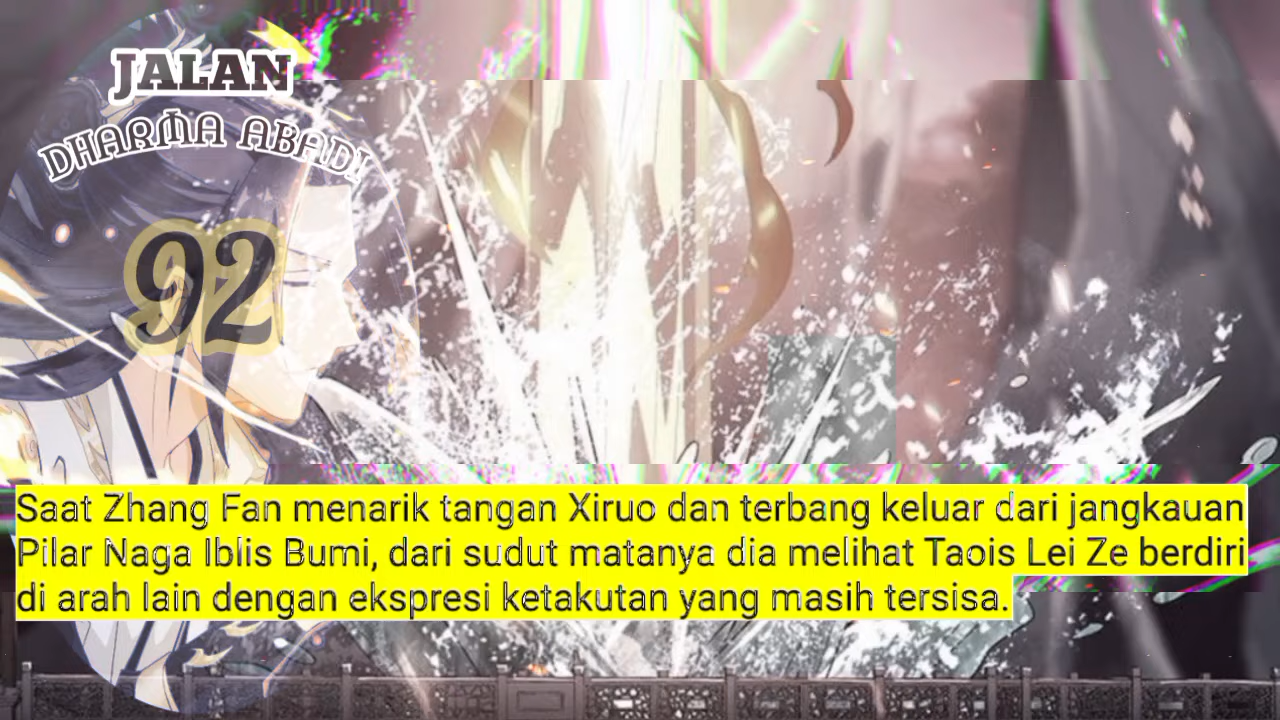 JALAN
DHARMA ABADI
92
Saat Zhang Fan menarik tangan Xiruo dan terbang keluar dari jangkauan
Pilar Naga Iblis Bumi, dari sudut matanya dia melihat Taois Lei Ze berdiri
di arah lain dengan ekspresi ketakutan yang masih tersisa.